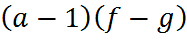 (a − 1)(f − g)